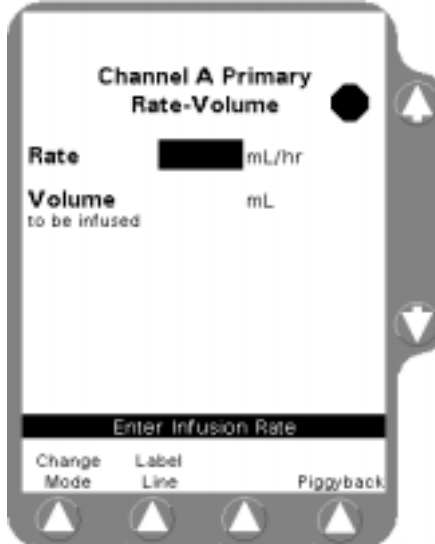 Channel A Primary
Rate-Volume
Rate mL/hr
Volume mL
to be infused
Enter Infusion Rate
Change Label
Mode Line Piggyback